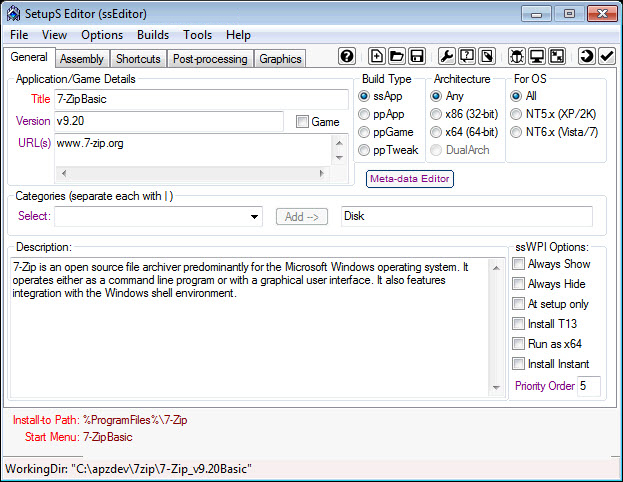 SetupS Editor (ssEditor)
File View Options Builds Tools Help
General Assembly Shortcuts Post-processing Graphics
Application/Game Details
Title 7-ZipBasic
Version v9.20 Game
URL(s) www.7-zip.org
Build Type
ssApp
ppApp
ppGame
ppTweak
Architecture
Any
x86 (32-bit)
x64 (64-bit)
DualArch
For OS
All
NT5.x (XP/2K)
NT6.x (Vista/7)
Meta-data Editor
Categories (separate each with | )
Select: Add --> Disk
Description:
7-Zip is an open source file archiver predominantly for the Microsoft Windows operating system. It
operates either as a command line program or with a graphical user interface. It also features
integration with the Windows shell environment.
ssWPI Options:
Always Show
Always Hide
At setup only
Install T13
Run as x64
Install Instant
Priority Order 5
Install-to Path: %ProgramFiles%\7-Zip
Start Menu: 7-ZipBasic
WorkingDir: "C:\apzdev\7zip\7-Zip_v9.20Basic"